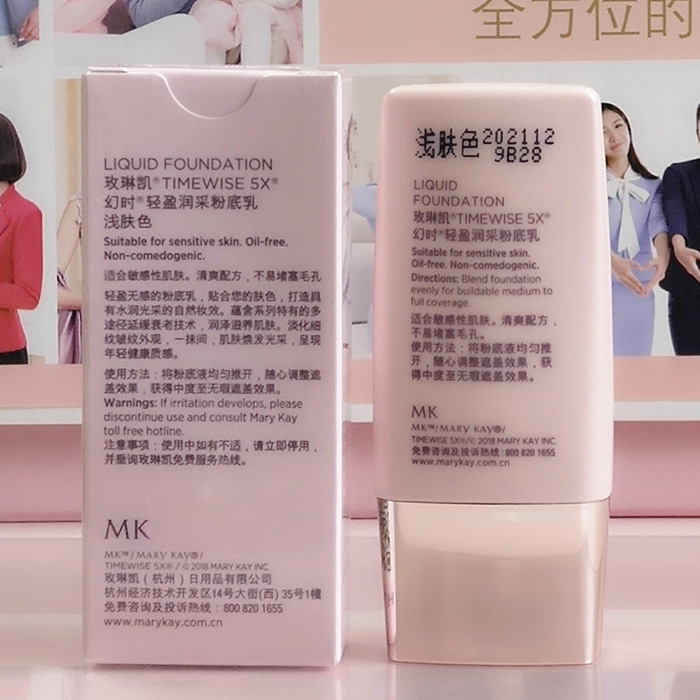 全方位的
LIQUID FOUNDATION
玫琳凯®TIMEWISE 5X®
幻时®轻盈润采粉底乳
浅肤色
Suitable for sensitive skin. Oil-free.
Non-comedogenic.
适合敏感性肌肤。清爽配方，不易堵塞毛孔
轻盈无感的粉底乳，贴合您的肤色，打造具
有水润光采的自然妆效。蕴含系列特有的多
途径延缓衰老技术，润泽滋养肌肤。淡化细
纹皱纹外观，一抹间，肌肤焕发光采，呈现
年轻健康质感。
使用方法：将粉底液均匀推开，随心调整遮
盖效果，获得中度至无瑕遮盖效果。
Warnings: If irritation develops, please
discontinue use and consult Mary Kay
toll free hotline.
注意事项：使用中如有不适，请立即停用，
并垂询玫琳凯免费服务热线。
MK
MK™/MARY KAY®/
TIMEWISE 5X®/©2018 MARY KAY INC.
玫琳凯（杭州）日用品有限公司
杭州经济技术开发区14号大街(西) 35号1幢
免费咨询及投诉热线：800 820 1655
www.marykay.com.cn
浅肤色 202112
9B28
LIQUID
FOUNDATION
玫琳凯®TIMEWISE 5X®
幻时®轻盈润采粉底乳
Suitable for sensitive skin.
Oil-free. Non-comedogenic.
Directions: Blend foundation
evenly for buildable medium to
full coverage.
适合敏感性肌肤。清爽配方，
不易堵塞毛孔。
使用方法：将粉底液均匀推
开，随心调整遮盖效果，获
得中度至无瑕遮盖效果。
MK
MK™/MARY KAY®/
TIMEWISE 5X®/©2018 MARY KAY INC.
免费咨询及投诉热线：800 820 1655
www.marykay.com.cn